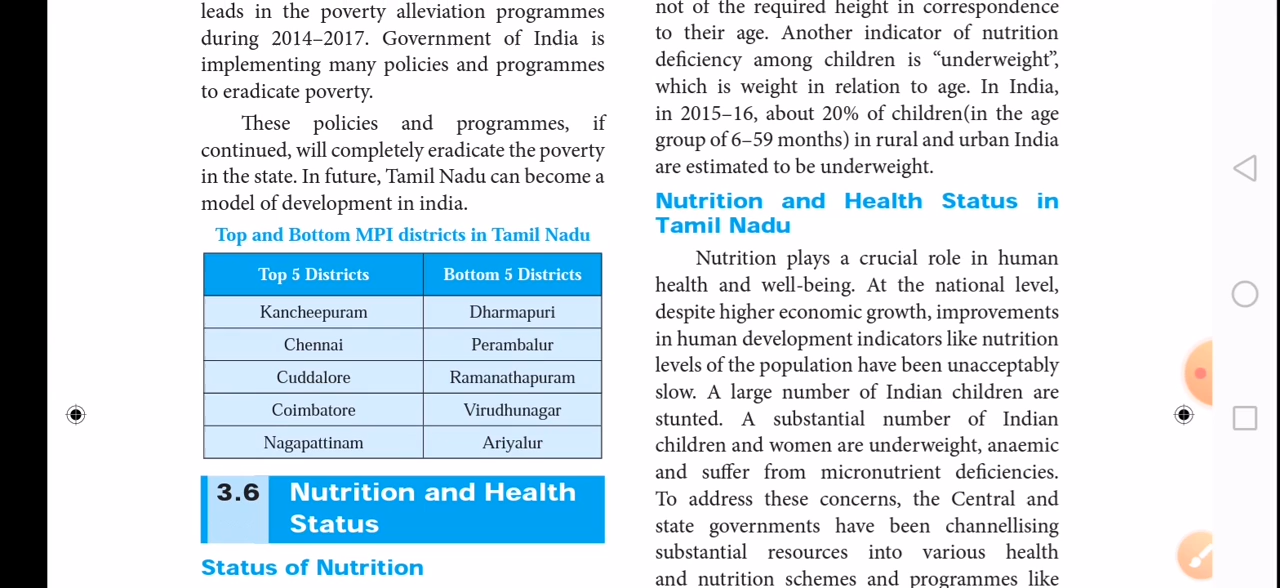 leads in the poverty alleviation programmes
during 2014–2017. Government of India is
implementing many policies and programmes
to eradicate poverty.
These policies and programmes, if
continued, will completely eradicate the poverty
in the state. In future, Tamil Nadu can become a
model of development in india.
Top and Bottom MPI districts in Tamil Nadu
Top 5 Districts Bottom 5 Districts
Kancheepuram Dharmapuri
Chennai Perambalur
Cuddalore Ramanathapuram
Coimbatore Virudhunagar
Nagapattinam Ariyalur
3.6 Nutrition and Health
Status
Status of Nutrition
not of the required height in correspondence
to their age. Another indicator of nutrition
deficiency among children is “underweight”,
which is weight in relation to age. In India,
in 2015–16, about 20% of children(in the age
group of 6–59 months) in rural and urban India
are estimated to be underweight.
Nutrition and Health Status in
Tamil Nadu
Nutrition plays a crucial role in human
health and well-being. At the national level,
despite higher economic growth, improvements
in human development indicators like nutrition
levels of the population have been unacceptably
slow. A large number of Indian children are
stunted. A substantial number of Indian
children and women are underweight, anaemic
and suffer from micronutrient deficiencies.
To address these concerns, the Central and
state governments have been channellising
substantial resources into various health
and nutrition schemes and programmes like